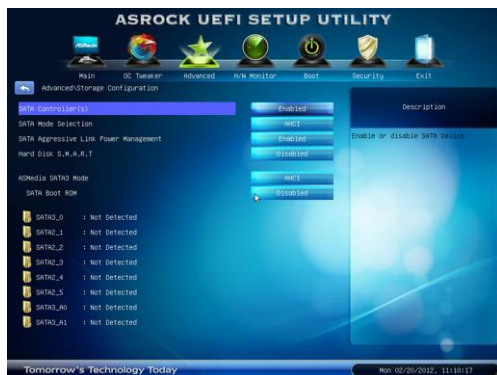 ASROCK UEFI SETUP UTILITY
ASRock
Main OC Tweaker Advanced H/W Monitor Boot Security Exit
Advanced\Storage Configuration
Description
SATA Controller(s) Enabled
SATA Mode Selection AHCI
Enable or disable SATA Device.
SATA Aggressive Link Power Management Enabled
Hard Disk S.M.A.R.T Disabled
ASMedia SATA3 Mode AHCI
SATA Boot ROM Disabled
SATA3_0 : Not Detected
SATA2_1 : Not Detected
SATA2_2 : Not Detected
SATA2_3 : Not Detected
SATA2_4 : Not Detected
SATA2_5 : Not Detected
SATA3_A0 : Not Detected
SATA3_A1 : Not Detected
Tomorrow's Technology Today
Mon 02/20/2012, 11:10:17